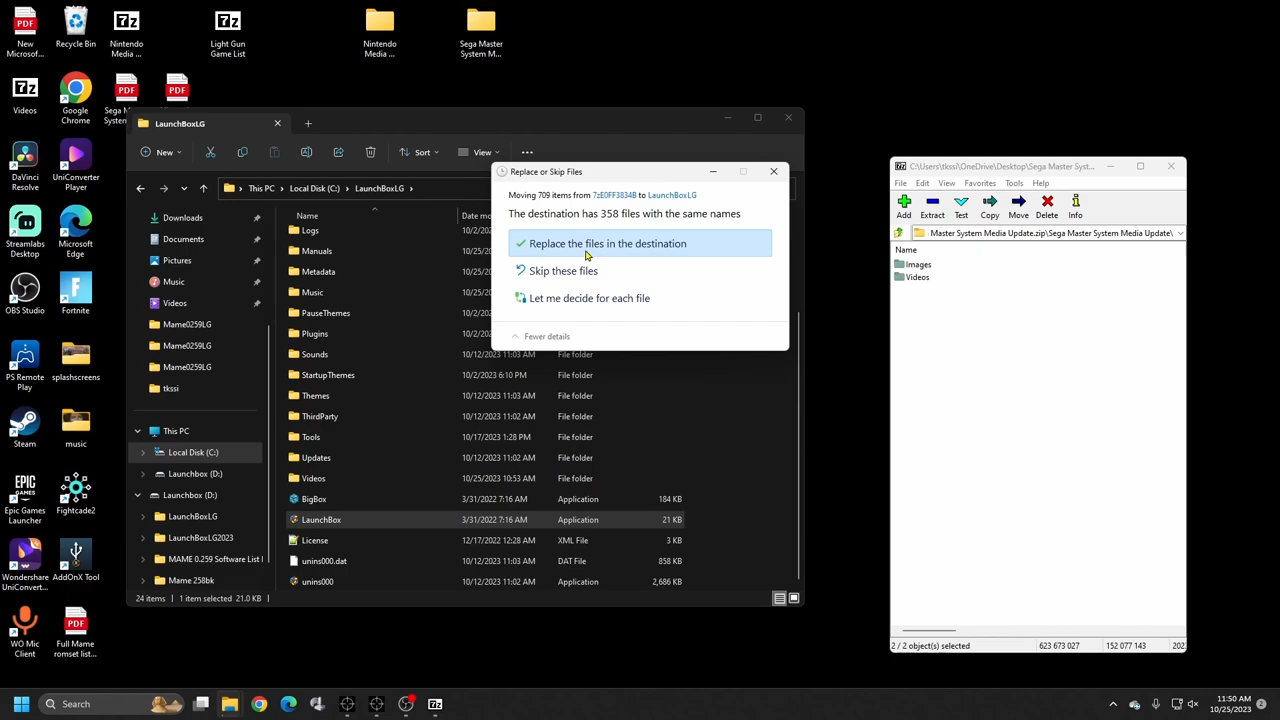 New
Microsof...
Recycle Bin
Nintendo
Media ...
Light Gun
Game List
Nintendo
Media ...
Sega Master
System M...
Videos
Google
Chrome
Sega Ma
System
DaVinci
Resolve
UniConverter
Player
Streamlabs
Desktop
Microsoft
Edge
OBS Studio
Fortnite
PS Remote
Play
splashscreens
Steam
music
EPIC
GAMES
Epic Games
Launcher
Fightcade2
Wondershare
UniConvert...
AddOnX Tool
WO Mic
Client
Full Mame
romset list...
LaunchBoxLG
New
Sort
View
This PC
Local Disk (C:)
LaunchBoxLG
Downloads
Documents
Pictures
Music
Videos
Mame0259LG
Mame0259LG
Mame0259LG
tkssi
This PC
Local Disk (C:)
Launchbox (D:)
Launchbox (D:)
LaunchBoxLG
LaunchBoxLG2023
MAME 0.259 Software List
Mame 258bk
Name
Date mo
Logs 10/2/2
Manuals 10/25/
Metadata 10/2/2
Music 10/25/
PauseThemes 10/2/2
Plugins 10/2/2
Sounds 10/12/2023 11:03 AM File folder
StartupThemes 10/2/2023 6:10 PM File folder
Themes 10/12/2023 11:03 AM File folder
ThirdParty 10/12/2023 11:02 AM File folder
Tools 10/17/2023 1:28 PM File folder
Updates 10/12/2023 11:02 AM File folder
Videos 10/25/2023 10:53 AM File folder
BigBox 3/31/2022 7:16 AM Application 184 KB
LaunchBox 3/31/2022 7:16 AM Application 21 KB
License 12/17/2022 12:28 AM XML File 3 KB
unins000.dat 10/12/2023 11:03 AM DAT File 858 KB
unins000 10/12/2023 11:02 AM Application 2,686 KB
24 items 1 item selected 21.0 KB
Replace or Skip Files
Moving 709 items from 7zE0FF3834B to LaunchBoxLG
The destination has 358 files with the same names
Replace the files in the destination
Skip these files
Let me decide for each file
Fewer details
C:\Users\tkssi\OneDrive\Desktop\Sega Master Syst...
File Edit View Favorites Tools Help
Add Extract Test Copy Move Delete Info
Master System Media Update.zip\Sega Master System Media Update\
Name
Images
Videos
2 / 2 object(s) selected 623 673 027 152 077 143 202
Search
11:50 AM
10/25/2023